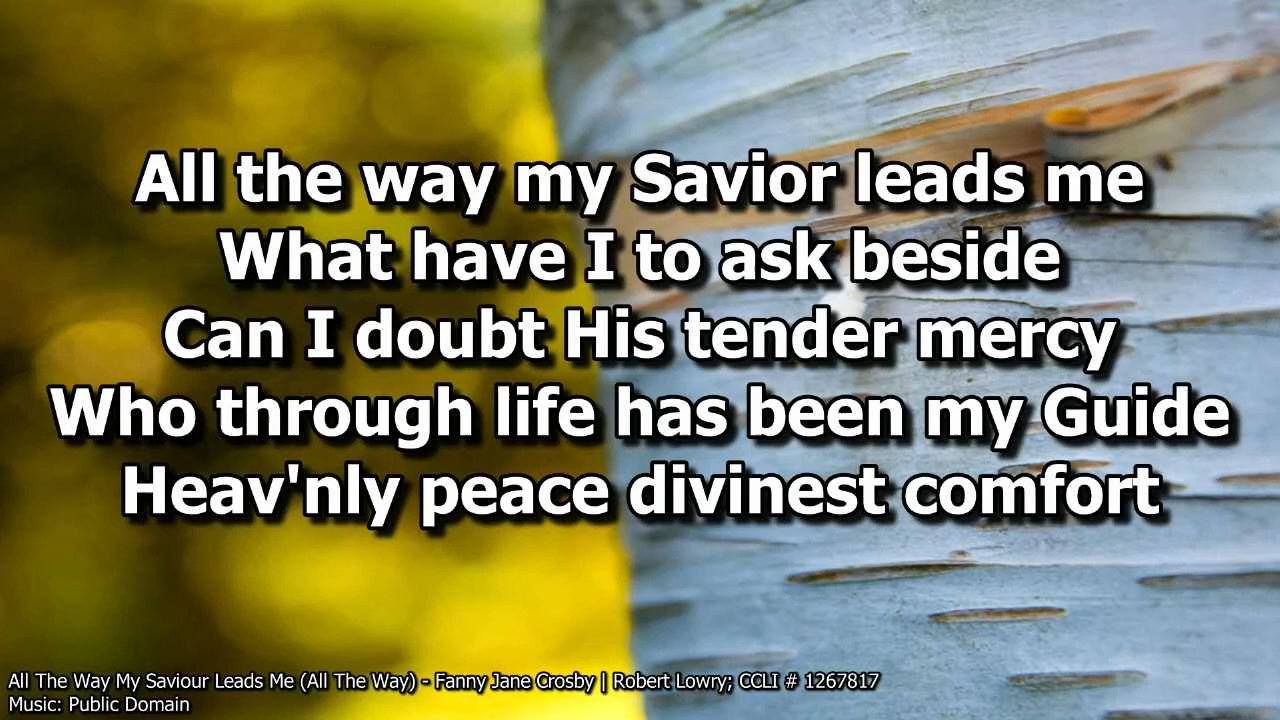 All the way my Savior leads me
What have I to ask beside
Can I doubt His tender mercy
Who through life has been my Guide
Heav'nly peace divinest comfort
All The Way My Saviour Leads Me (All The Way) - Fanny Jane Crosby | Robert Lowry; CCLI # 1267817
Music: Public Domain